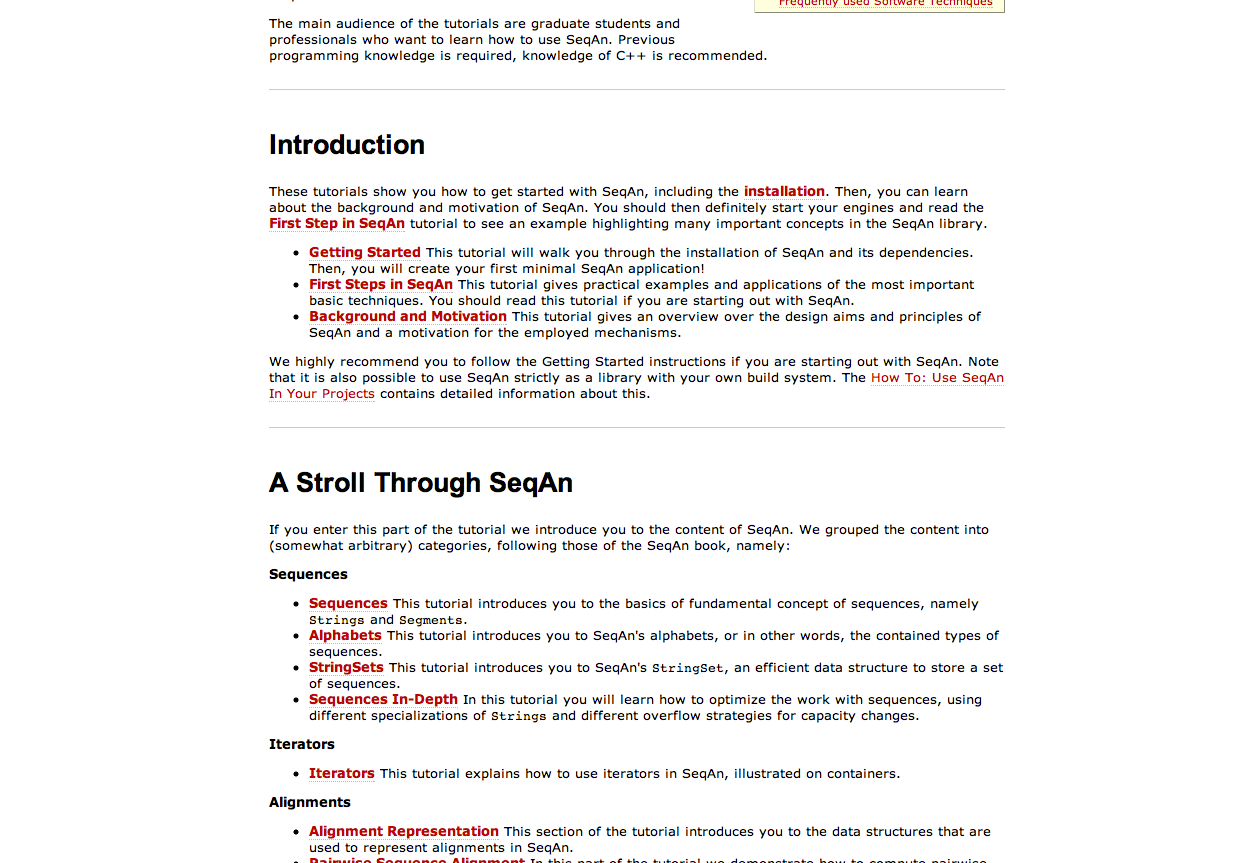 Frequently used Software Techniques
The main audience of the tutorials are graduate students and
professionals who want to learn how to use SeqAn. Previous
programming knowledge is required, knowledge of C++ is recommended.
Introduction
These tutorials show you how to get started with SeqAn, including the installation. Then, you can learn
about the background and motivation of SeqAn. You should then definitely start your engines and read the
First Step in SeqAn tutorial to see an example highlighting many important concepts in the SeqAn library.
• Getting Started This tutorial will walk you through the installation of SeqAn and its dependencies.
Then, you will create your first minimal SeqAn application!
• First Steps in SeqAn This tutorial gives practical examples and applications of the most important
basic techniques. You should read this tutorial if you are starting out with SeqAn.
• Background and Motivation This tutorial gives an overview over the design aims and principles of
SeqAn and a motivation for the employed mechanisms.
We highly recommend you to follow the Getting Started instructions if you are starting out with SeqAn. Note
that it is also possible to use SeqAn strictly as a library with your own build system. The How To: Use SeqAn
In Your Projects contains detailed information about this.
A Stroll Through SeqAn
If you enter this part of the tutorial we introduce you to the content of SeqAn. We grouped the content into
(somewhat arbitrary) categories, following those of the SeqAn book, namely:
Sequences
• Sequences This tutorial introduces you to the basics of fundamental concept of sequences, namely
Strings and Segments.
• Alphabets This tutorial introduces you to SeqAn's alphabets, or in other words, the contained types of
sequences.
• StringSets This tutorial introduces you to SeqAn's StringSet, an efficient data structure to store a set
of sequences.
• Sequences In-Depth In this tutorial you will learn how to optimize the work with sequences, using
different specializations of Strings and different overflow strategies for capacity changes.
Iterators
• Iterators This tutorial explains how to use iterators in SeqAn, illustrated on containers.
Alignments
• Alignment Representation This section of the tutorial introduces you to the data structures that are
used to represent alignments in SeqAn.
• Pairwise Sequence Alignment In this part of the tutorial we demonstrate how to compute pairwise